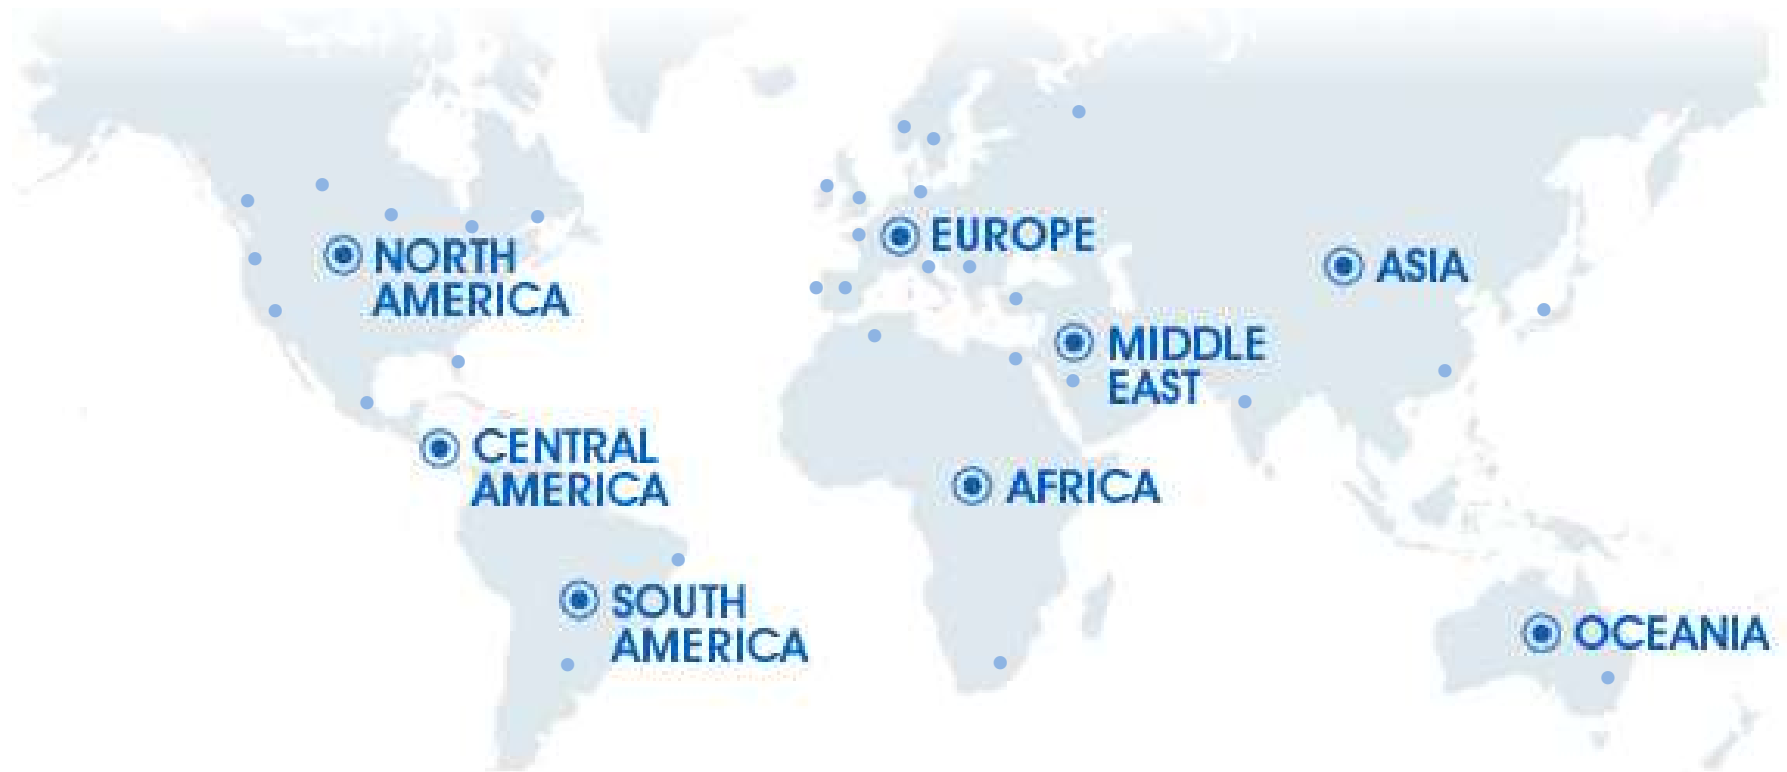 NORTH
AMERICA
EUROPE
ASIA
MIDDLE
EAST
CENTRAL
AMERICA
AFRICA
SOUTH
AMERICA
OCEANIA